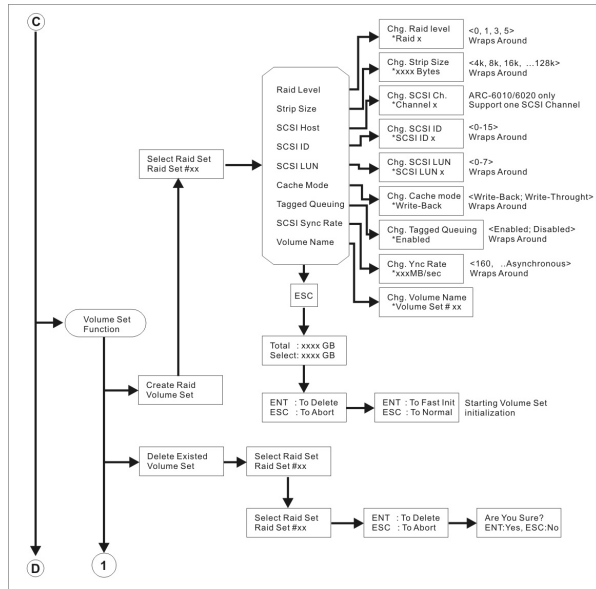 C
Chg. Raid level
*Raid x
<0, 1, 3, 5>
Wraps Around
Chg. Strip Size
*xxxx Bytes
<4k, 8k, 16k, ...128k>
Wraps Around
Raid Level
Strip Size
SCSI Host
SCSI ID
SCSI LUN
Cache Mode
Tagged Queuing
SCSI Sync Rate
Volume Name
Chg. SCSI Ch.
*Channel x
ARC-6010/6020 only
Support one SCSI Channel
Chg. SCSI ID
*SCSI ID x
<0-15>
Wraps Around
Chg. SCSI LUN
*SCSI LUN x
<0-7>
Wraps Around
Chg. Cache mode
*Write-Back
<Write-Back; Write-Throught>
Wraps Around
Chg. Tagged Queuing
*Enabled
<Enabled; Disabled>
Wraps Around
Chg. Ync Rate
*xxxMB/sec
<160, ..Asynchronous>
Wraps Around
Chg. Volume Name
*Volume Set # xx
Select Raid Set
Raid Set #xx
ESC
Volume Set
Function
Total : xxxx GB
Select: xxxx GB
Create Raid
Volume Set
ENT : To Delete
ESC : To Abort
ENT : To Fast Init
ESC : To Normal
Starting Volume Set
initialization
Delete Existed
Volume Set
Select Raid Set
Raid Set #xx
Select Raid Set
Raid Set #xx
ENT : To Delete
ESC : To Abort
Are You Sure?
ENT:Yes, ESC:No
D
1